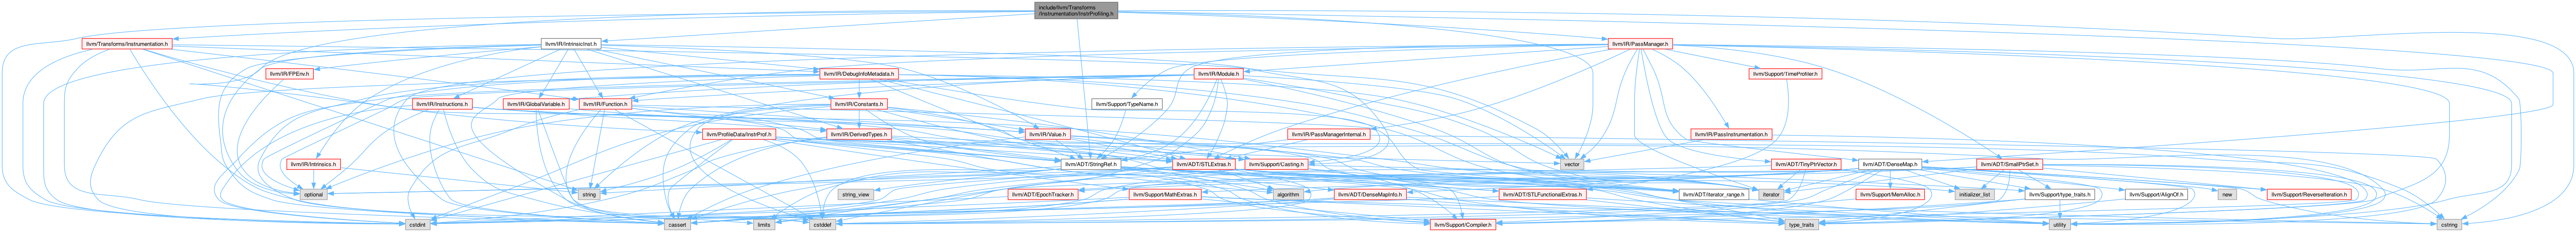 include/llvm/Transforms
/Instrumentation/InstrProfiling.h
llvm/Transforms/Instrumentation.h
llvm/IR/IntrinsicInst.h
llvm/IR/PassManager.h
llvm/IR/FPEnv.h
llvm/IR/DebugInfoMetadata.h
llvm/IR/Module.h
llvm/Support/TimeProfiler.h
llvm/IR/Instructions.h
llvm/IR/GlobalVariable.h
llvm/IR/Function.h
llvm/IR/Constants.h
llvm/Support/TypeName.h
llvm/ProfileData/InstrProf.h
llvm/IR/DerivedTypes.h
llvm/IR/Value.h
llvm/IR/PassManagerInternal.h
llvm/IR/PassInstrumentation.h
llvm/IR/Intrinsics.h
llvm/ADT/StringRef.h
llvm/ADT/STLExtras.h
llvm/Support/Casting.h
vector
llvm/ADT/TinyPtrVector.h
llvm/ADT/DenseMap.h
llvm/ADT/SmallPtrSet.h
optional
string
string_view
llvm/ADT/EpochTracker.h
llvm/Support/MathExtras.h
algorithm
llvm/ADT/DenseMapInfo.h
llvm/ADT/STLFunctionalExtras.h
iterator
llvm/ADT/iterator_range.h
llvm/Support/MemAlloc.h
initializer_list
llvm/Support/type_traits.h
llvm/Support/AlignOf.h
new
llvm/Support/ReverseIteration.h
cstdint
cassert
limits
cstddef
llvm/Support/Compiler.h
type_traits
utility
cstring